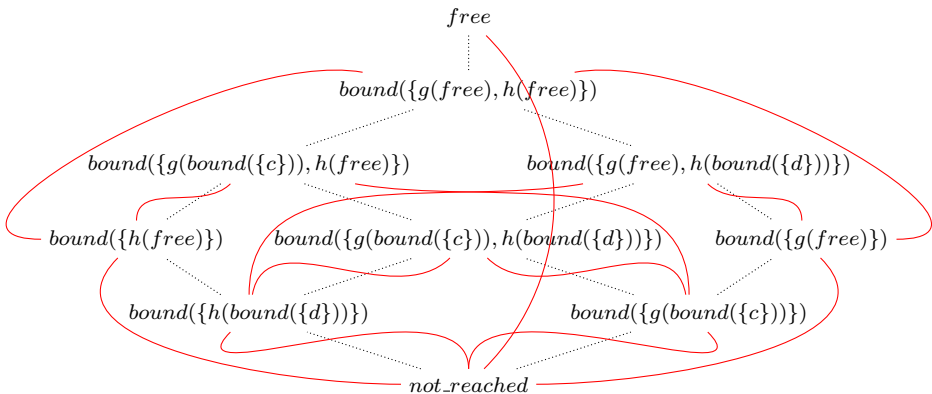 free
bound({g(free), h(free)})
bound({g(bound({c})), h(free)}) bound({g(free), h(bound({d}))})
bound({h(free)}) bound({g(bound({c})), h(bound({d}))}) bound({g(free)})
bound({h(bound({d}))}) bound({g(bound({c}))})
not_reached